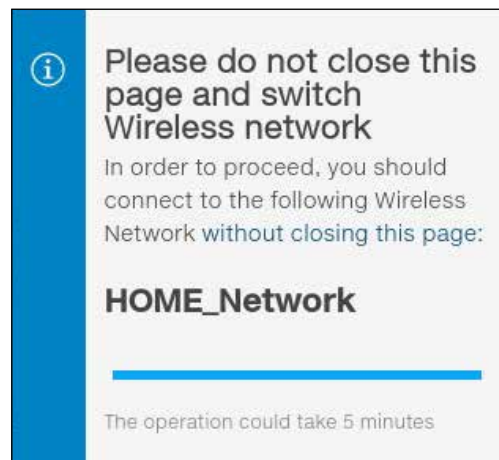 Please do not close this
page and switch
Wireless network
In order to proceed, you should
connect to the following Wireless
Network without closing this page:
HOME_Network
The operation could take 5 minutes